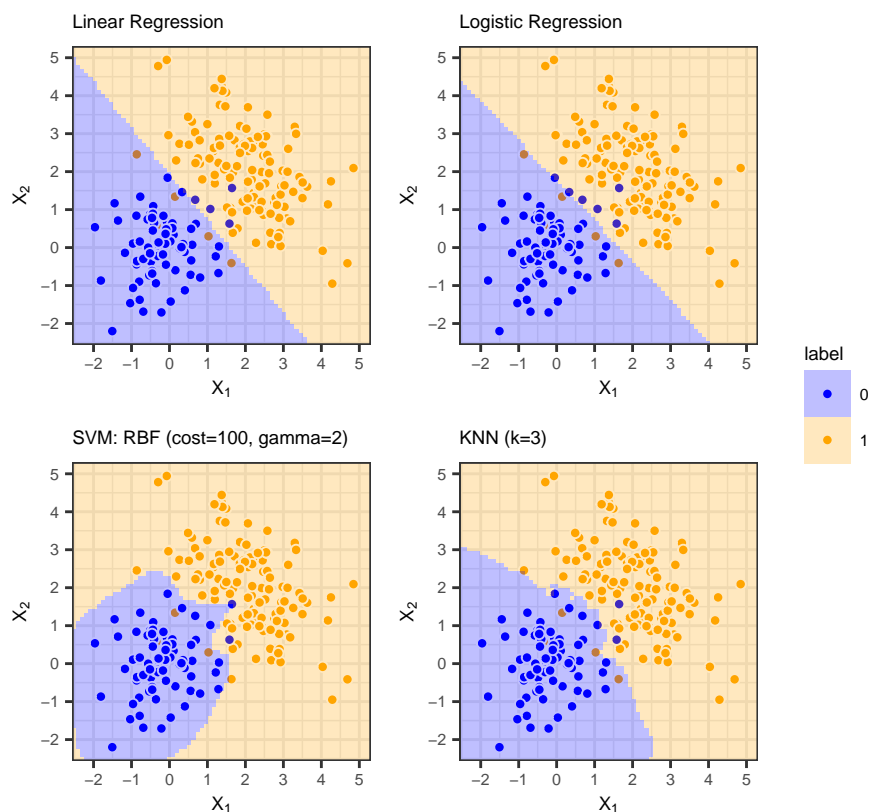 Linear Regression
Logistic Regression
5
4
3
2
1
0
−1
−2
X2
−2 −1 0 1 2 3 4 5
X1
5
4
3
2
1
0
−1
−2
X2
−2 −1 0 1 2 3 4 5
X1
label
0
1
SVM: RBF (cost=100, gamma=2)
KNN (k=3)
5
4
3
2
1
0
−1
−2
X2
−2 −1 0 1 2 3 4 5
X1
5
4
3
2
1
0
−1
−2
X2
−2 −1 0 1 2 3 4 5
X1